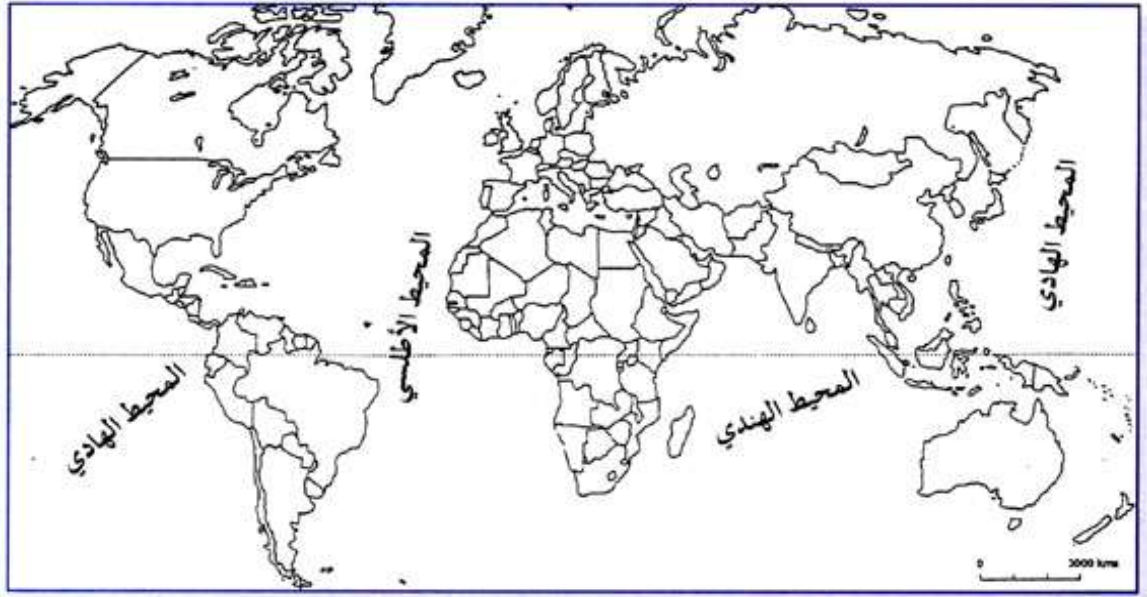 المحيط الهادي
المحيط الأطلسي
المحيط الهادي
المحيط الهندي
0 3000 kms